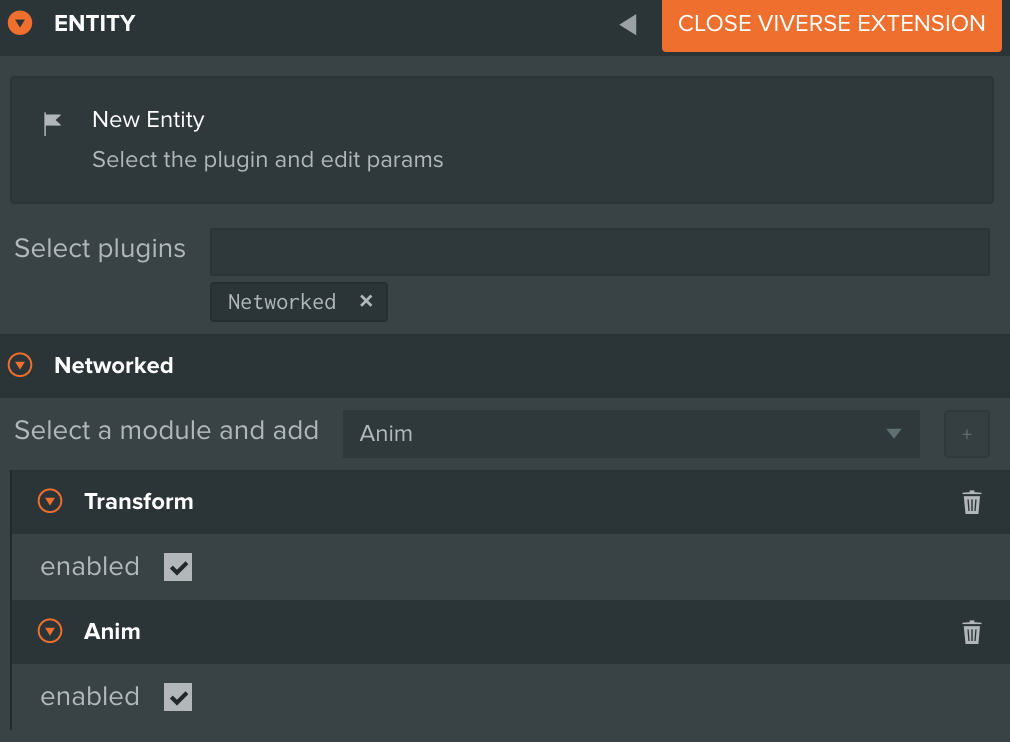 ENTITY
CLOSE VIVERSE EXTENSION
New Entity
Select the plugin and edit params
Select plugins
Networked ×
Networked
Select a module and add Anim +
Transform
enabled
Anim
enabled